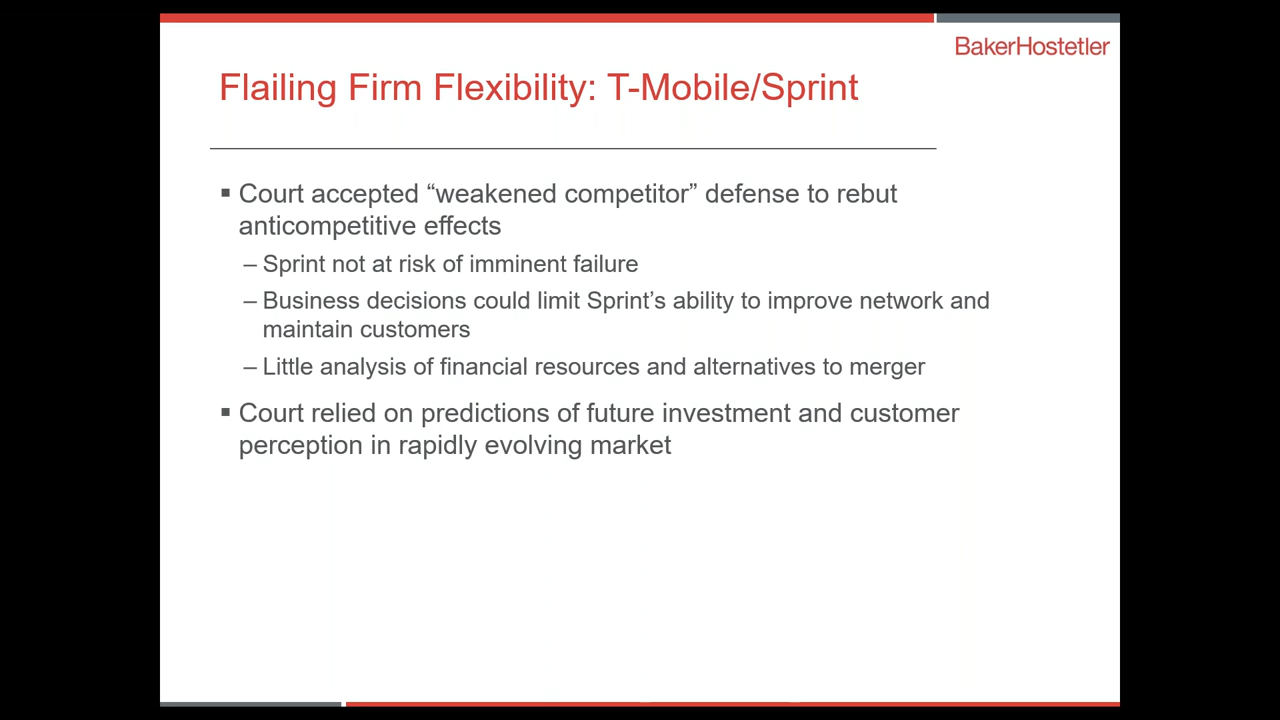 BakerHostetler
Flailing Firm Flexibility: T-Mobile/Sprint
▪ Court accepted “weakened competitor” defense to rebut
anticompetitive effects
– Sprint not at risk of imminent failure
– Business decisions could limit Sprint’s ability to improve network and
maintain customers
– Little analysis of financial resources and alternatives to merger
▪ Court relied on predictions of future investment and customer
perception in rapidly evolving market